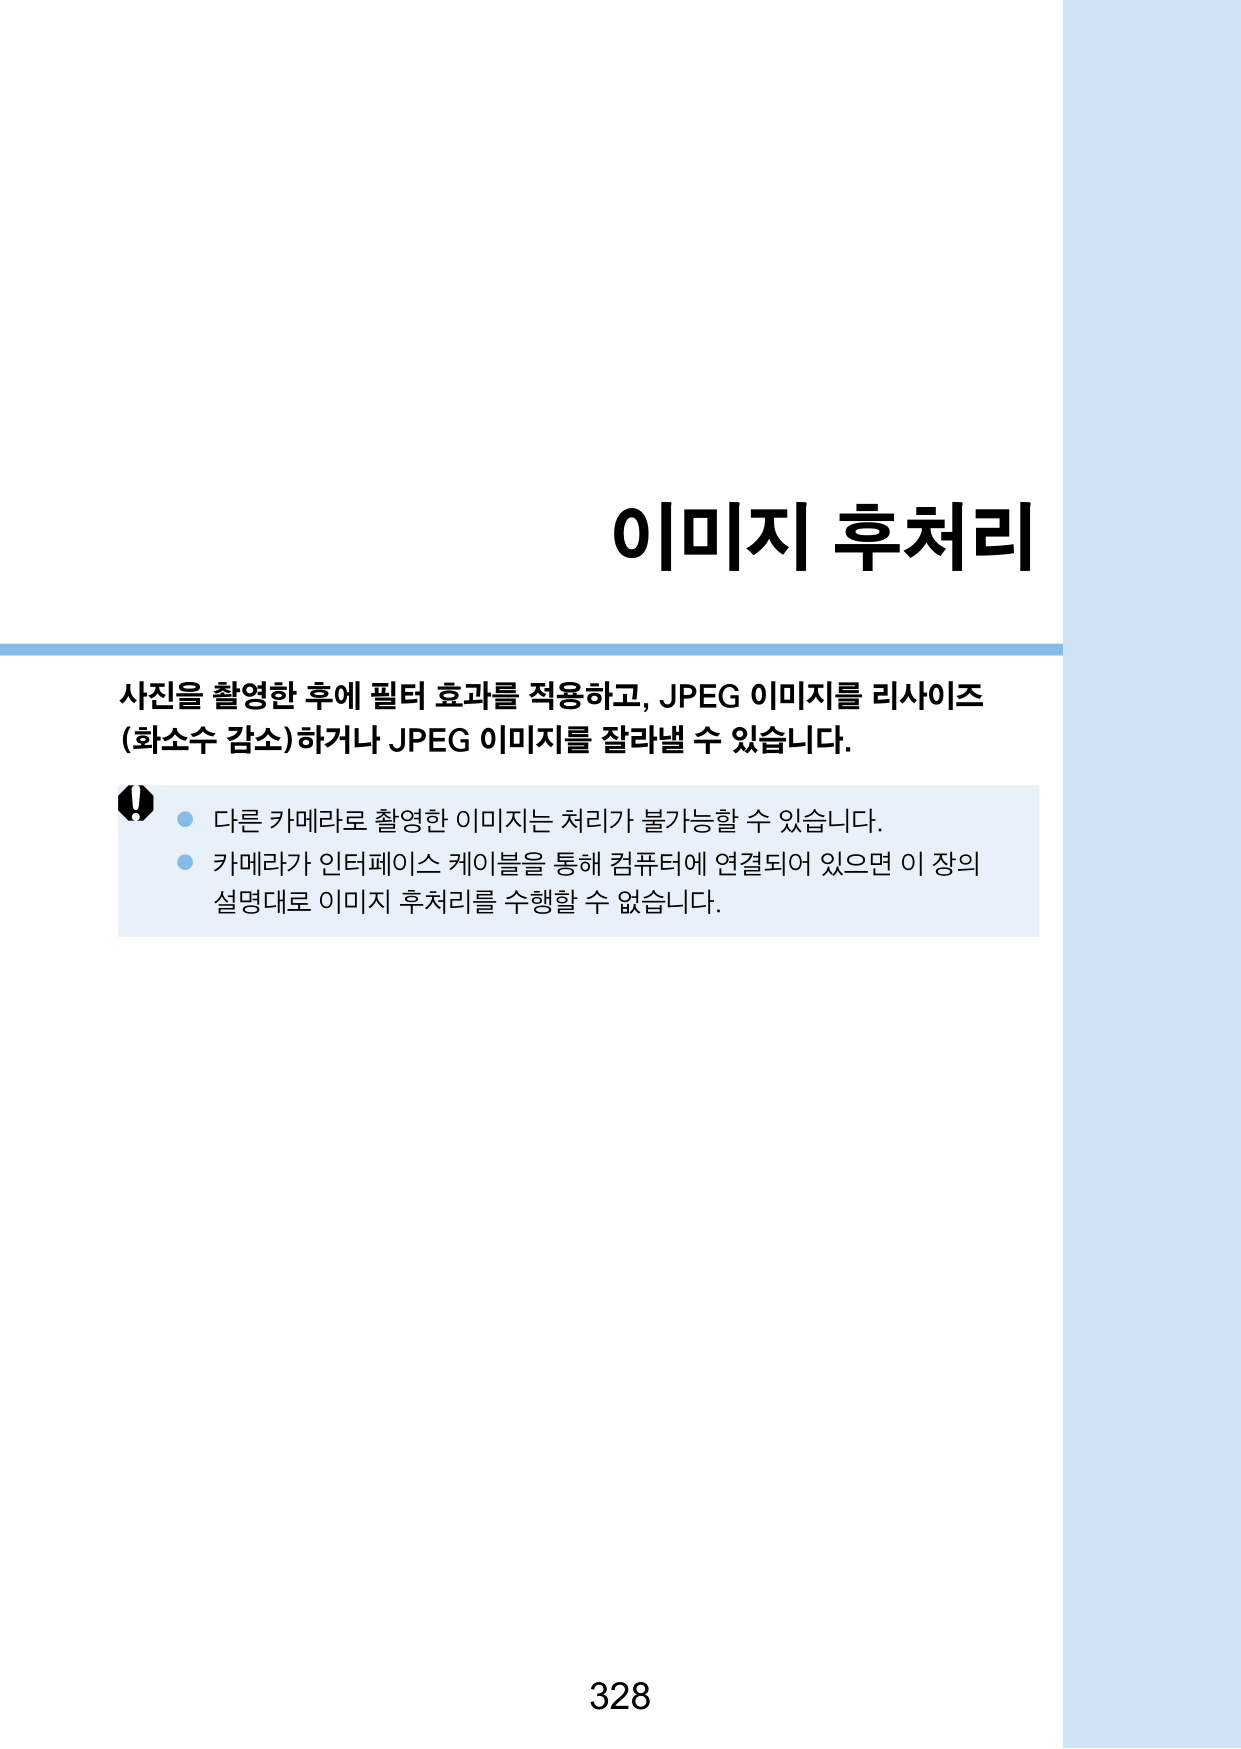 이미지 후처리
사진을 촬영한 후에 필터 효과를 적용하고, JPEG 이미지를 리사이즈
(화소수 감소)하거나 JPEG 이미지를 잘라낼 수 있습니다.
● 다른 카메라로 촬영한 이미지는 처리가 불가능할 수 있습니다.
● 카메라가 인터페이스 케이블을 통해 컴퓨터에 연결되어 있으면 이 장의
설명대로 이미지 후처리를 수행할 수 없습니다.
328